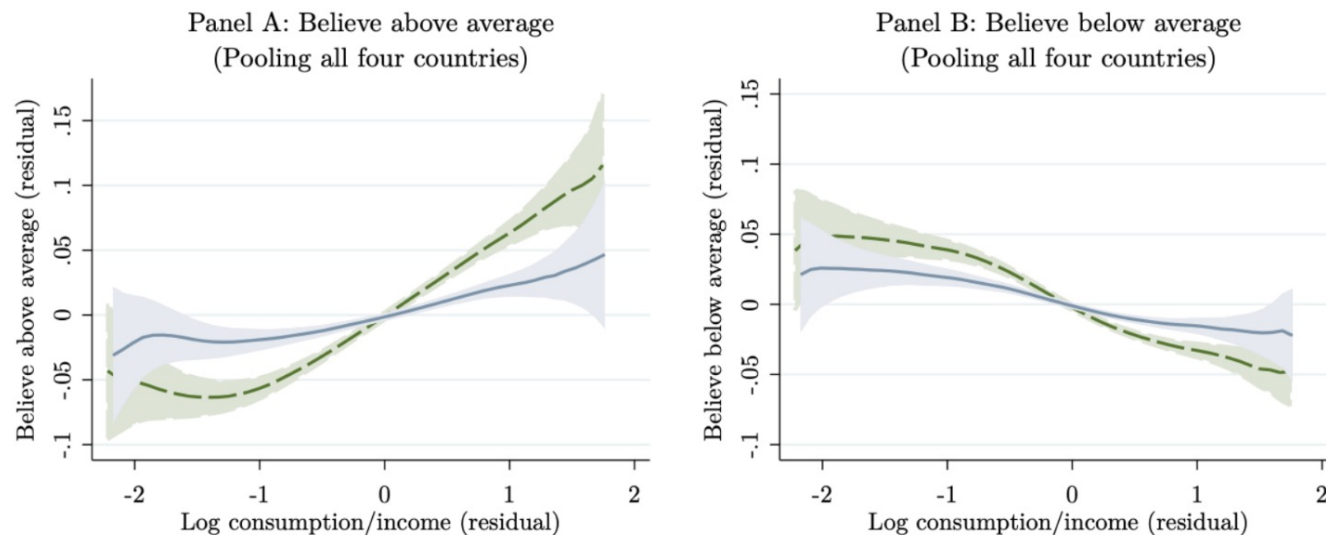 Panel A: Believe above average
(Pooling all four countries)
Believe above average (residual)
.15
.1
.05
0
-.05
-.1
-2 -1 0 1 2
Log consumption/income (residual)
Panel B: Believe below average
(Pooling all four countries)
Believe below average (residual)
.15
.1
.05
0
-.05
-.1
-2 -1 0 1 2
Log consumption/income (residual)